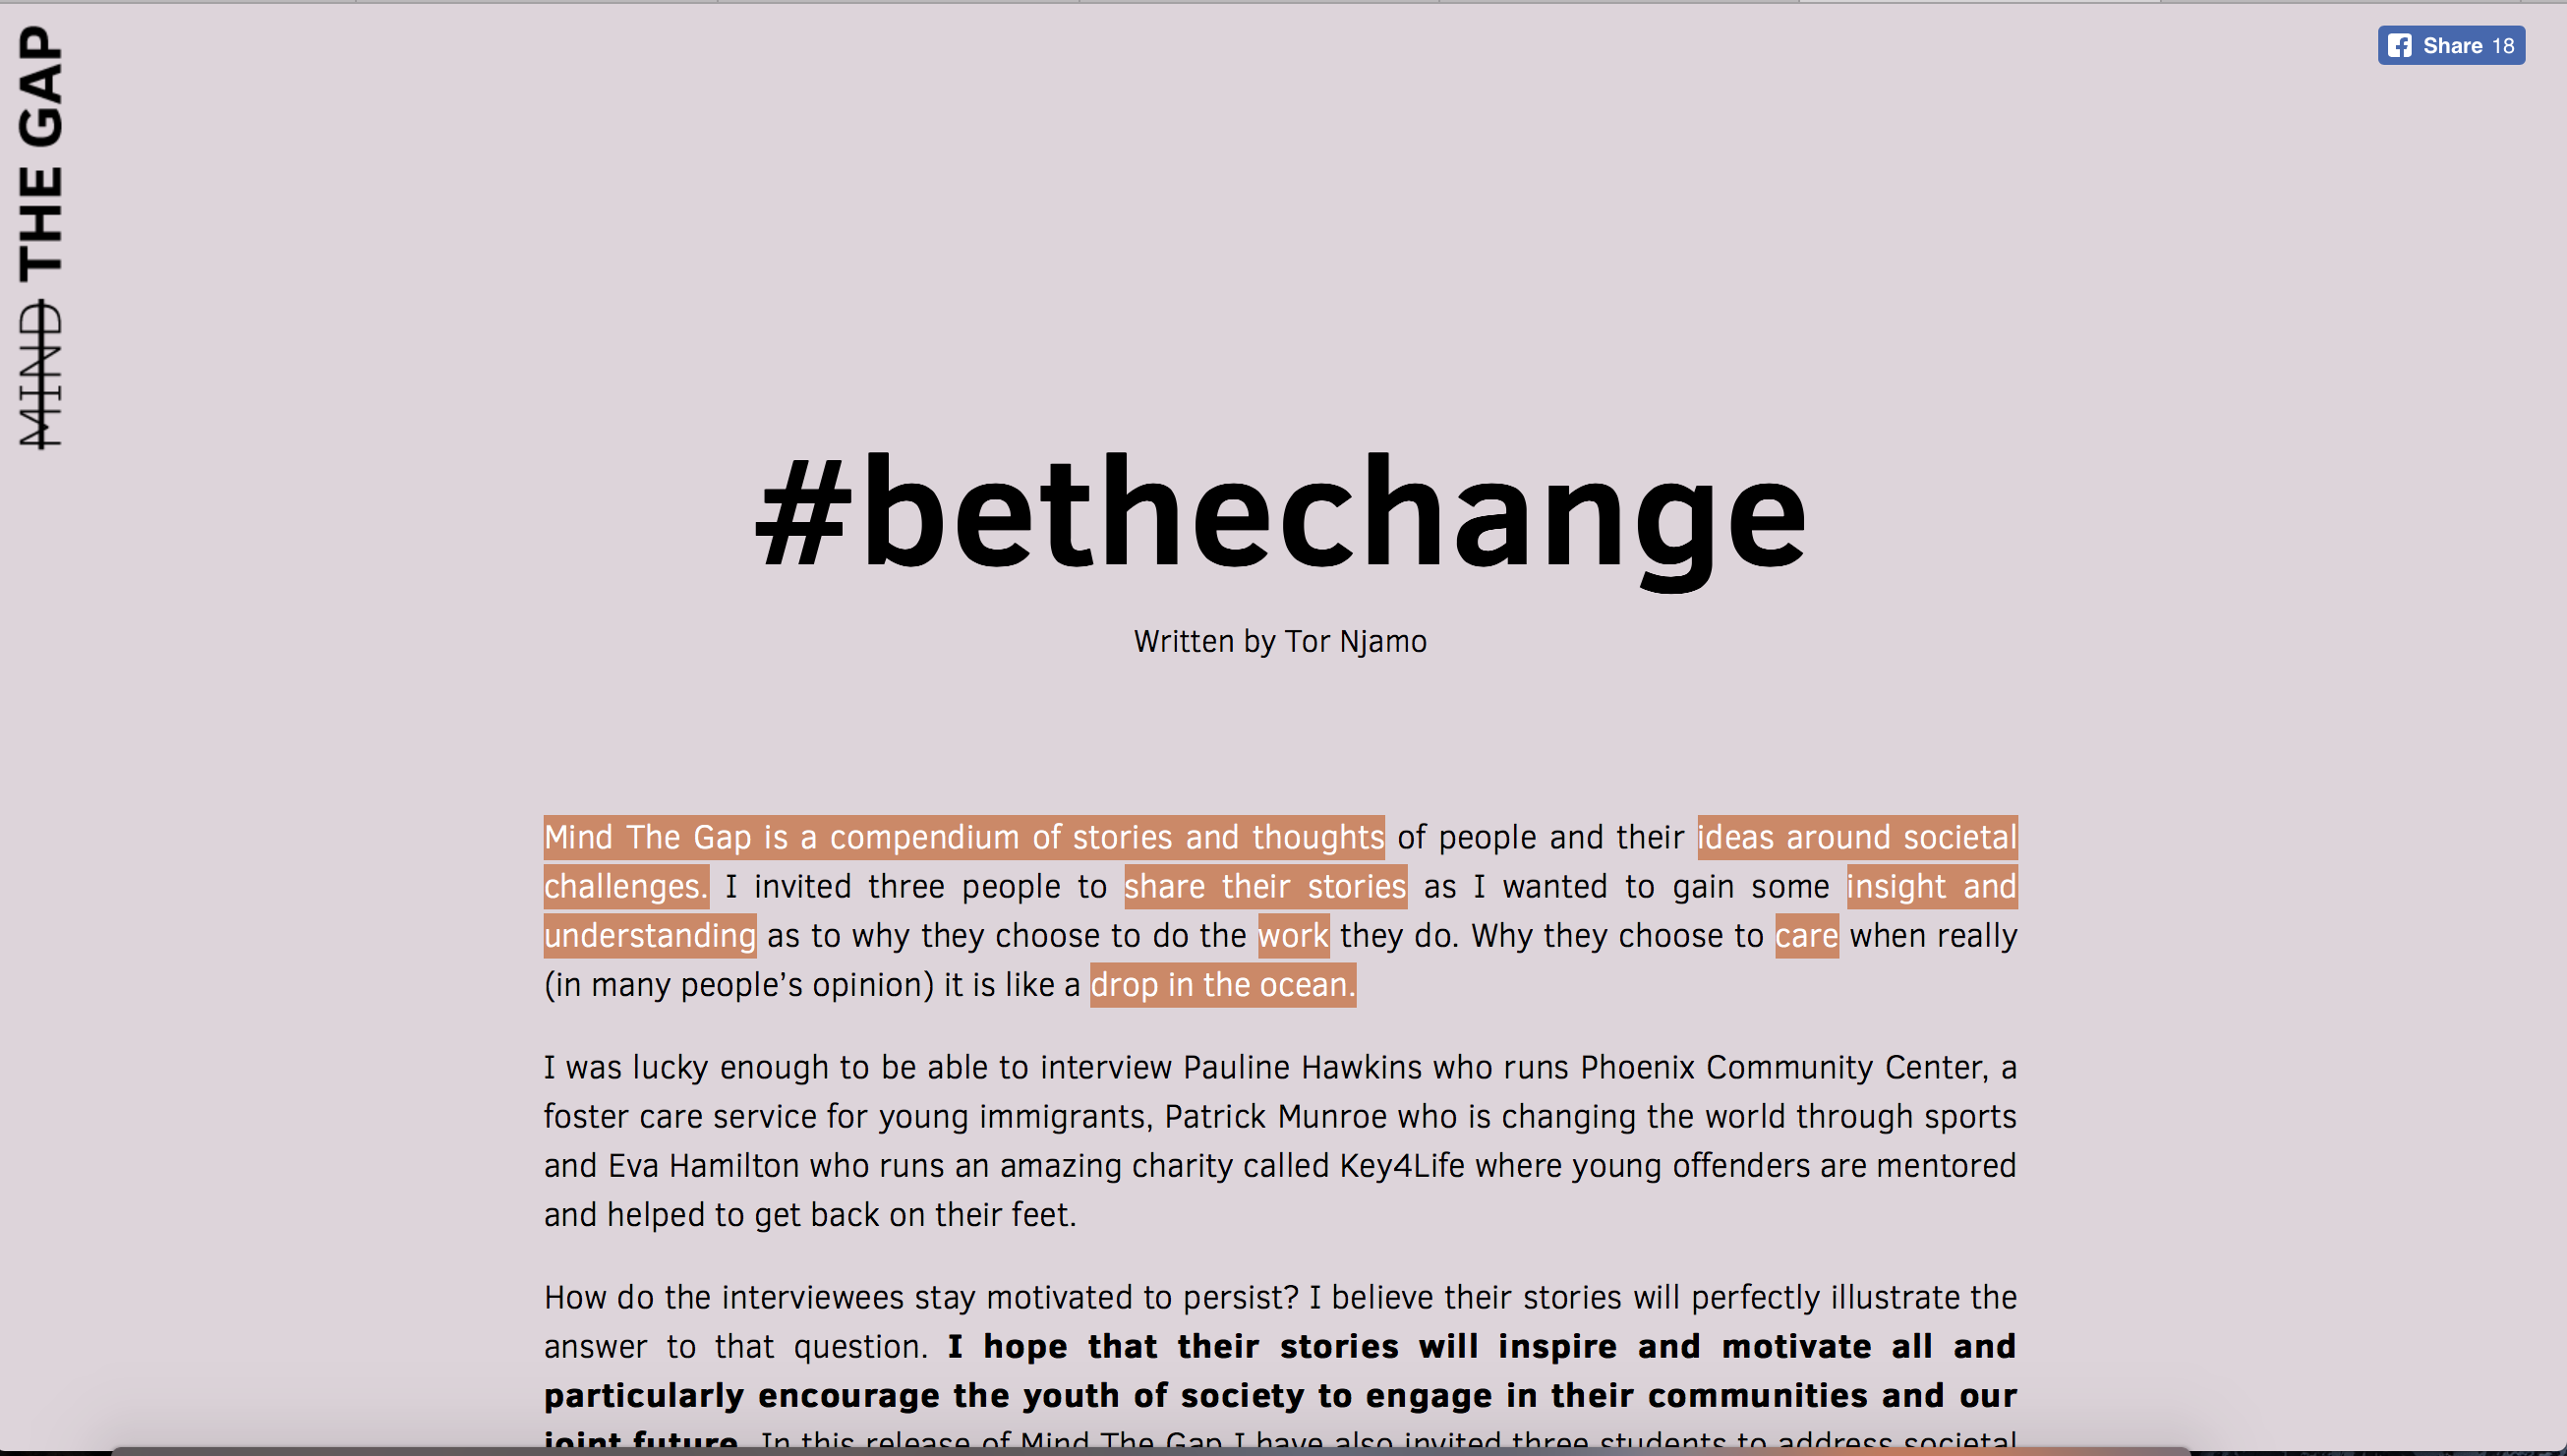 MIND THE GAP
Share 18
#bethechange
Written by Tor Njamo
Mind The Gap is a compendium of stories and thoughts of people and their ideas around societal
challenges. I invited three people to share their stories as I wanted to gain some insight and
understanding as to why they choose to do the work they do. Why they choose to care when really
(in many people’s opinion) it is like a drop in the ocean.
I was lucky enough to be able to interview Pauline Hawkins who runs Phoenix Community Center, a
foster care service for young immigrants, Patrick Munroe who is changing the world through sports
and Eva Hamilton who runs an amazing charity called Key4Life where young offenders are mentored
and helped to get back on their feet.
How do the interviewees stay motivated to persist? I believe their stories will perfectly illustrate the
answer to that question. I hope that their stories will inspire and motivate all and
particularly encourage the youth of society to engage in their communities and our
joint future. In this release of Mind The Gap I have also invited three students to address societal